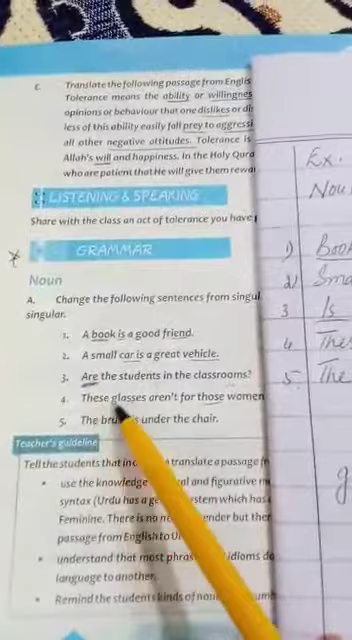 E. Translate the following passage from Englis
Tolerance means the ability or willingnes
opinions or behaviour that one dislikes or di
less of this ability easily fall prey to aggressi
all other negative attitudes. Tolerance is
Allah's will and happiness. In the Holy Qura
who are patient that He will give them rewa
LISTENING & SPEAKING
Share with the class an act of tolerance you have
GRAMMAR
Noun
A. Change the following sentences from singul
singular.
1. A book is a good friend.
2. A small car is a great vehicle.
3. Are the students in the classrooms?
4. These glasses aren't for those women
5. The bru s under the chair.
Teacher's guideline
Tell the students that in translate a passage
• use the knowledge al and figurative
syntax (Urdu has a ge stem which has
Feminine. There is no ender but ther
passage from English to U
• understand that most phras idioms do
language to another.
• Remind the students kinds of nou
Ex.
Nou
1) Book
2) Sma
3 Is
4. Thes
5. The
g